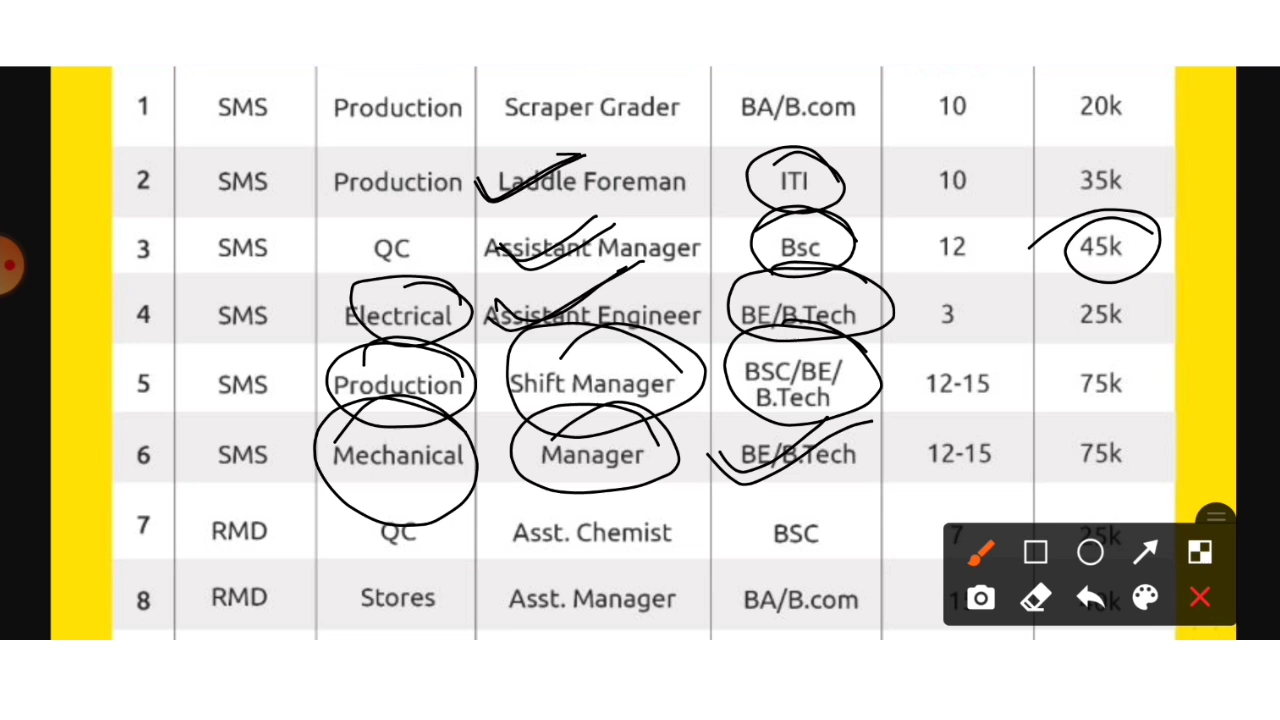 1 SMS Production Scraper Grader BA/B.com 10 20k
2 SMS Production Laddle Foreman ITI 10 35k
3 SMS QC Assistant Manager Bsc 12 45k
4 SMS Electrical Assistant Engineer BE/B.Tech 3 25k
5 SMS Production Shift Manager BSC/BE/ B.Tech 12-15 75k
6 SMS Mechanical Manager BE/B.Tech 12-15 75k
7 RMD QC Asst. Chemist BSC 7 25k
8 RMD Stores Asst. Manager BA/B.com